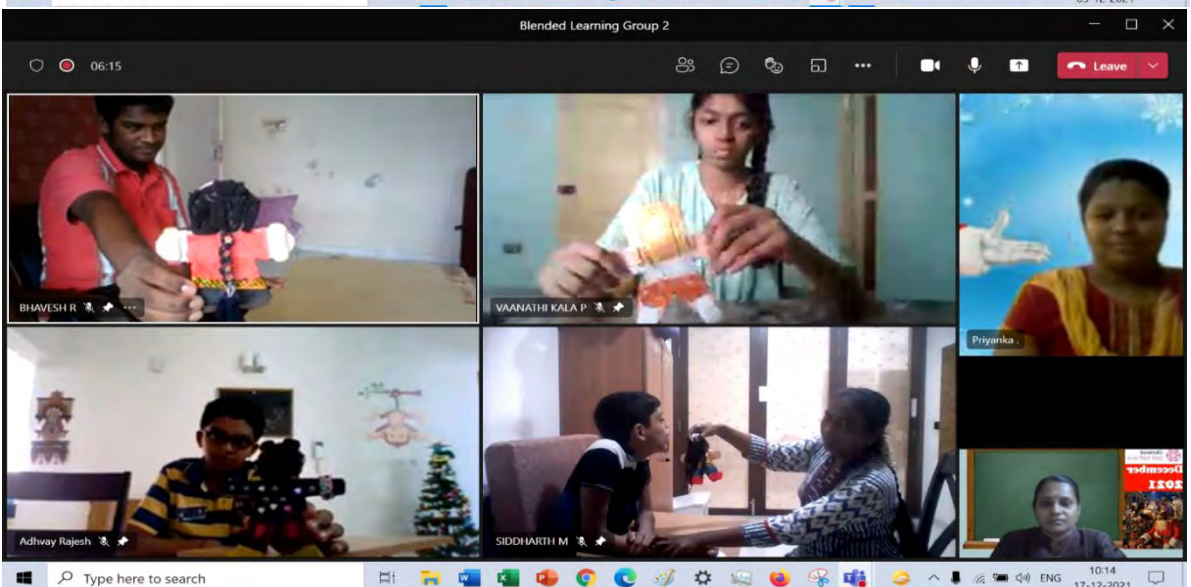 Blended Learning Group 2
06:15
Leave
BHAVESH R
VAANATHI KALA P
Priyanka .
Adhvay Rajesh
SIDDHARTH M
December
2021
Type here to search
ENG
10:14
17-12-2021